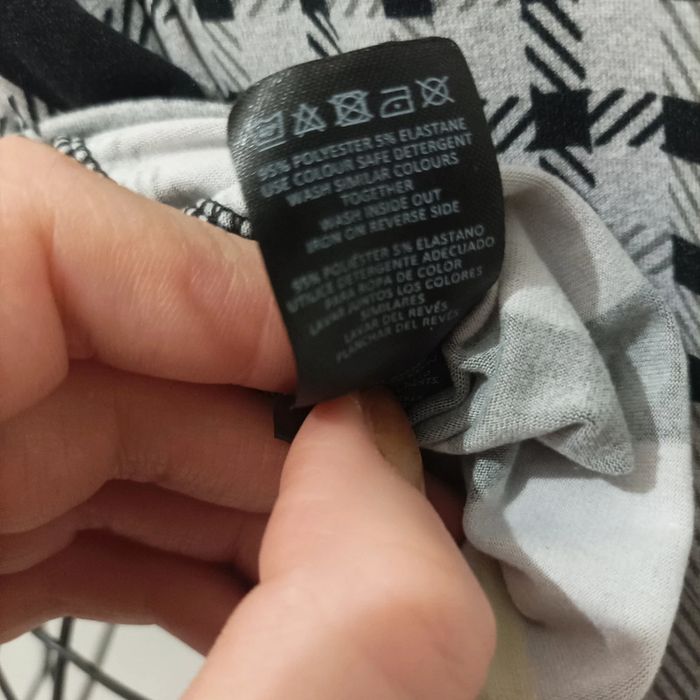 95% POLYESTER 5% ELASTANE
USE COLOUR SAFE DETERGENT
WASH SIMILAR COLOURS
TOGETHER
WASH INSIDE OUT
IRON ON REVERSE SIDE
95% POLIÉSTER 5% ELASTANO
UTILICE DETERGENTE ADECUADO
PARA ROPA DE COLOR
LAVAR JUNTOS LOS COLORES
SIMILARES
LAVAR DEL REVÉS
PLANCHAR DEL REVÉS